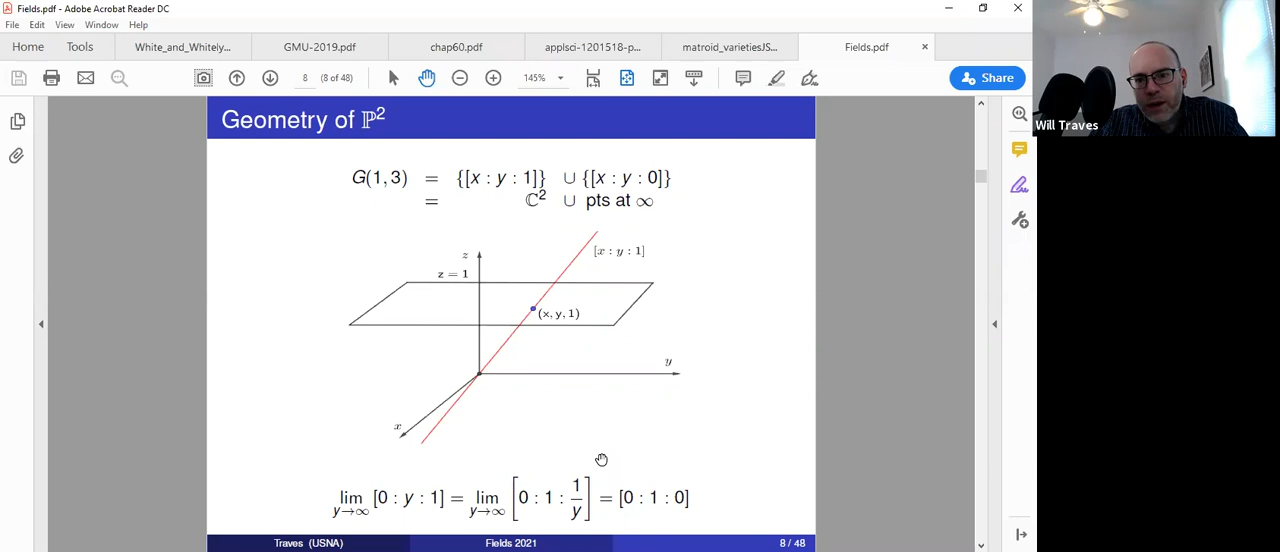 Fields.pdf - Adobe Acrobat Reader DC
File Edit View Window Help
Home Tools White_and_Whitely... GMU-2019.pdf chap60.pdf applsci-1201518-p... matroid_varietiesJS... Fields.pdf ×
8 (8 of 48) 145% Share
Will Traves
Geometry of ℙ²
G(1,3) = {[x : y : 1]} ∪ {[x : y : 0]}
= ℂ² ∪ pts at ∞
[x : y : 1]
z
z = 1
(x, y, 1)
y
x
lim y→∞ [0 : y : 1] = lim y→∞ [0 : 1 : 1/y] = [0 : 1 : 0]
Traves (USNA) Fields 2021 8 / 48